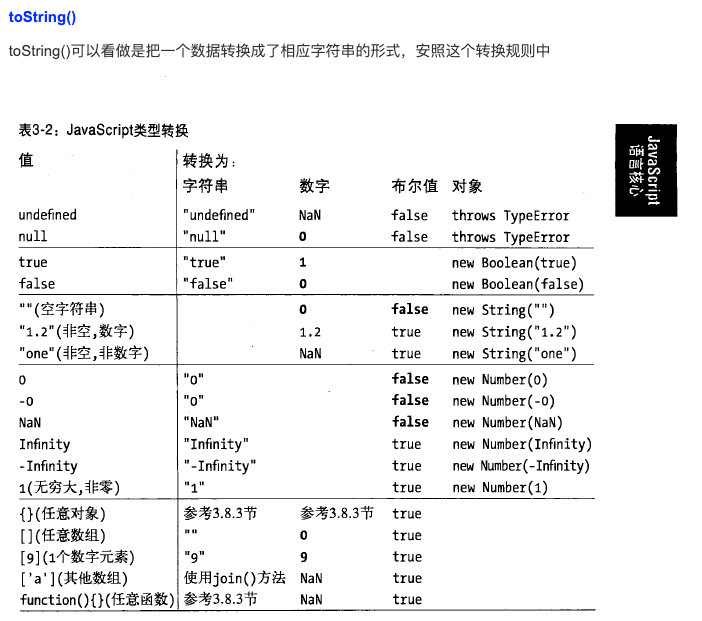 toString()
toString()可以看做是把一个数据转换成了相应字符串的形式，安照这个转换规则中
表3-2：JavaScript类型转换
值 转换为：
字符串 数字 布尔值 对象
undefined "undefined" NaN false throws TypeError
null "null" 0 false throws TypeError
true "true" 1 new Boolean(true)
false "false" 0 new Boolean(false)
""(空字符串) 0 false new String("")
"1.2"(非空,数字) 1.2 true new String("1.2")
"one"(非空,非数字) NaN true new String("one")
0 "0" false new Number(0)
-0 "0" false new Number(-0)
NaN "NaN" false new Number(NaN)
Infinity "Infinity" true new Number(Infinity)
-Infinity "-Infinity" true new Number(-Infinity)
1(无穷大,非零) "1" true new Number(1)
{}(任意对象) 参考3.8.3节 参考3.8.3节 true
[](任意数组) "" 0 true
[9](1个数字元素) "9" 9 true
['a'](其他数组) 使用join()方法 NaN true
function(){}(任意函数) 参考3.8.3节 NaN true
JavaScript
语言核心